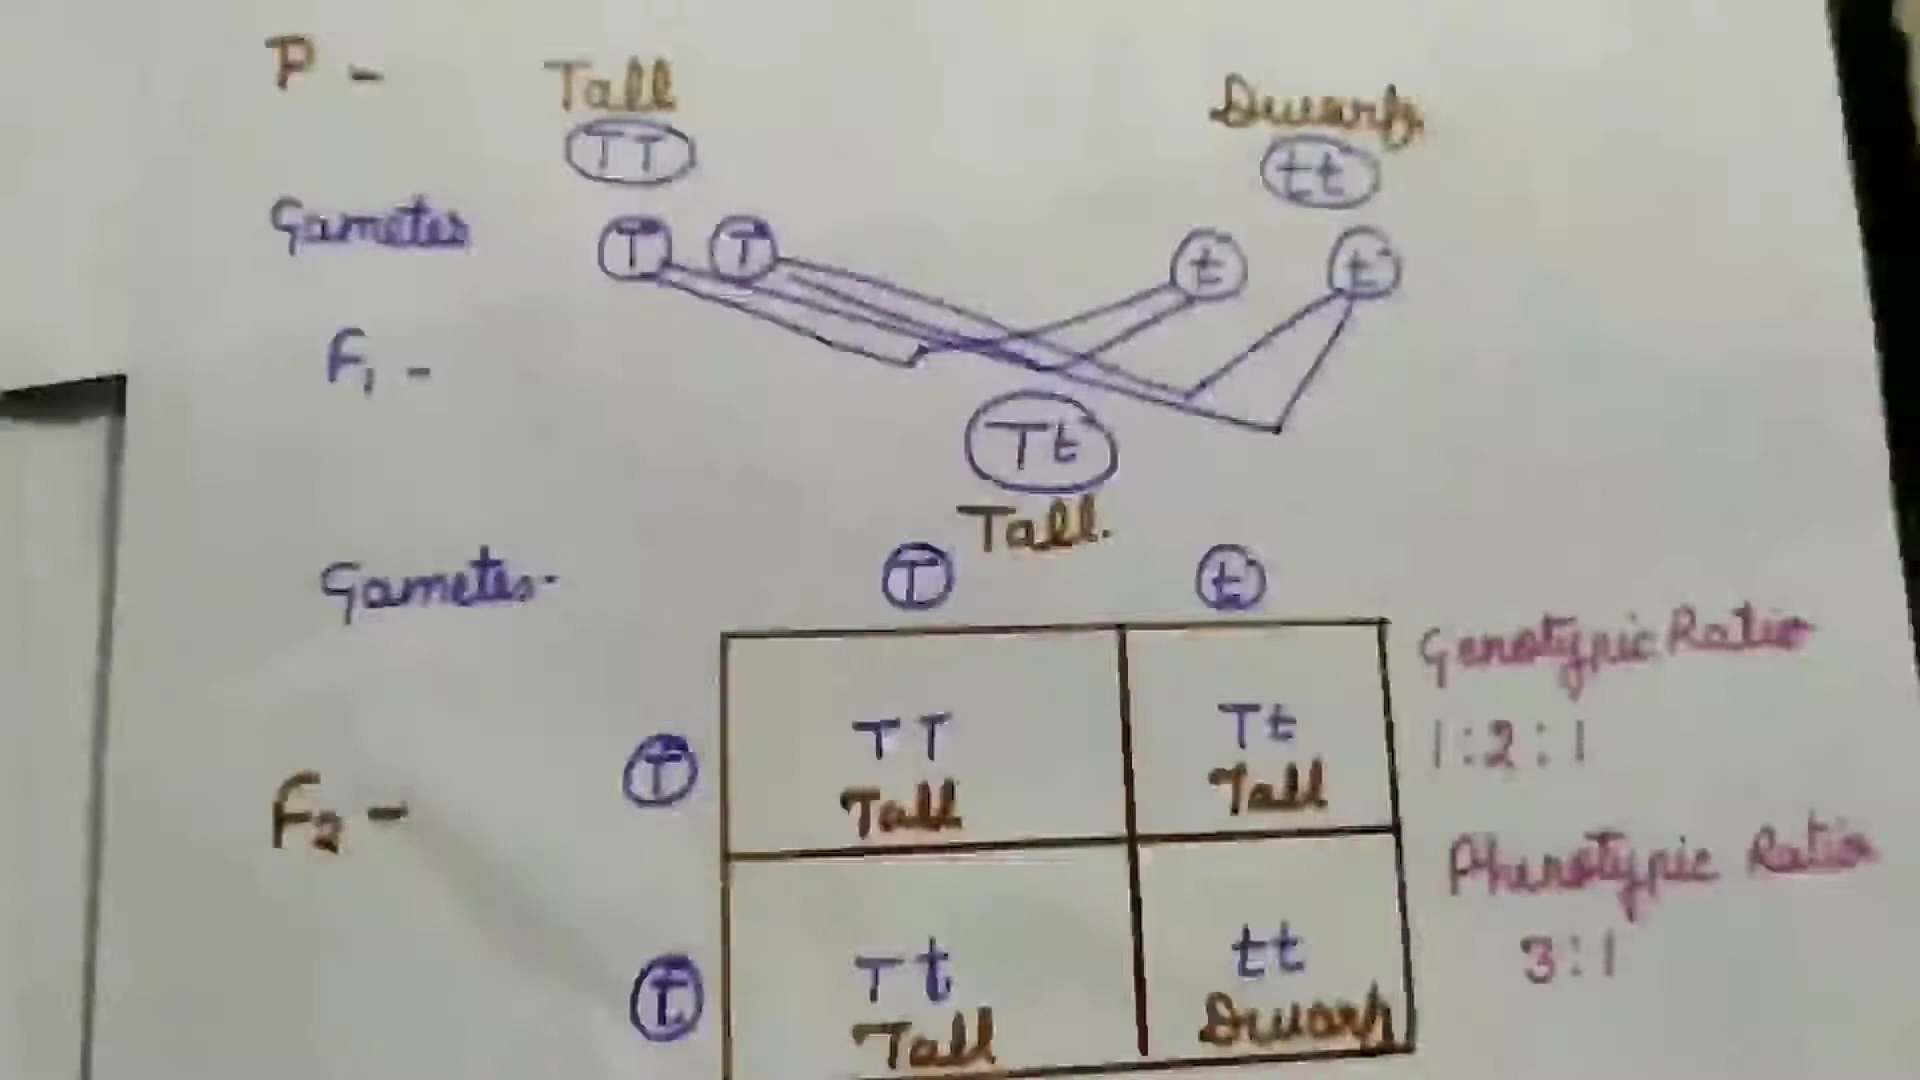 P - Tall Dwarf
TT tt
Gametes T T t t
F1 -
Tt
Tall.
Gametes- T t
Genotypic Ratio
TT Tt 1:2:1
T Tall Tall
F2 -
Phenotypic Ratio
Tt tt 3:1
Tall Dwarf